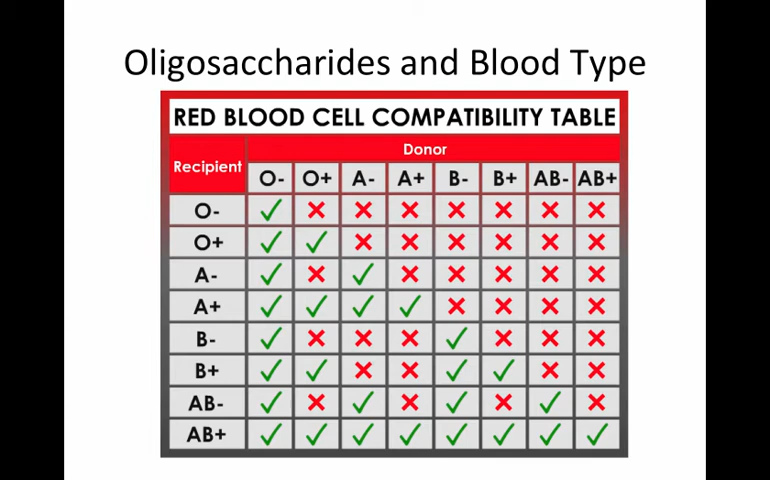 Oligosaccharides and Blood Type
RED BLOOD CELL COMPATIBILITY TABLE
Recipient
Donor
O- O+ A- A+ B- B+ AB- AB+
O- ✓ ✕ ✕ ✕ ✕ ✕ ✕ ✕
O+ ✓ ✓ ✕ ✕ ✕ ✕ ✕ ✕
A- ✓ ✕ ✓ ✕ ✕ ✕ ✕ ✕
A+ ✓ ✓ ✓ ✓ ✕ ✕ ✕ ✕
B- ✓ ✕ ✕ ✕ ✓ ✕ ✕ ✕
B+ ✓ ✓ ✕ ✕ ✓ ✓ ✕ ✕
AB- ✓ ✕ ✓ ✕ ✓ ✕ ✓ ✕
AB+ ✓ ✓ ✓ ✓ ✓ ✓ ✓ ✓